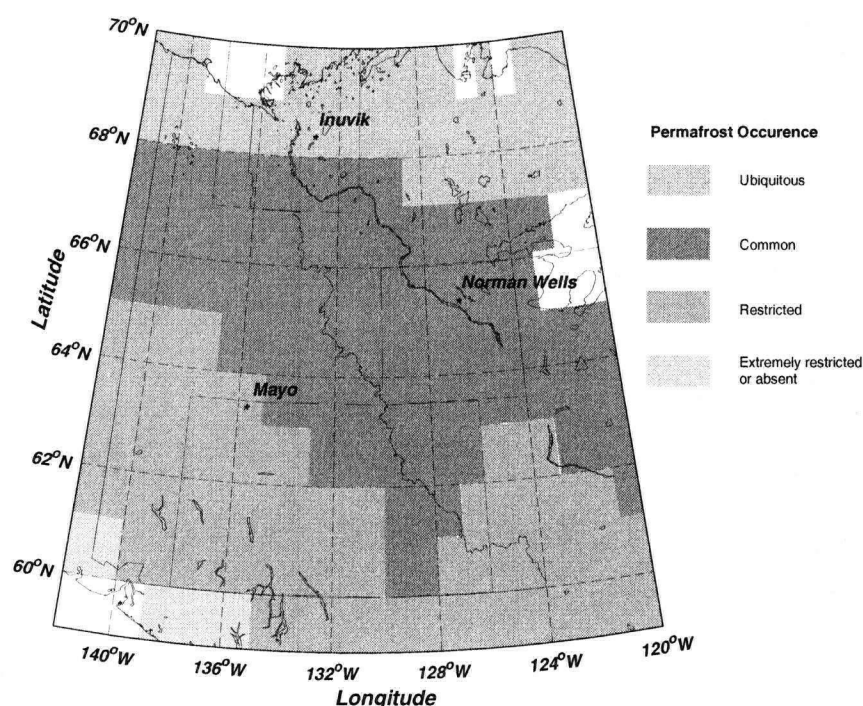 70°N
68°N
66°N
64°N
62°N
60°N
Latitude
Inuvik
Norman Wells
Mayo
140°W
136°W
132°W
128°W
124°W
120°W
Longitude
Permafrost Occurence
Ubiquitous
Common
Restricted
Extremely restricted
or absent